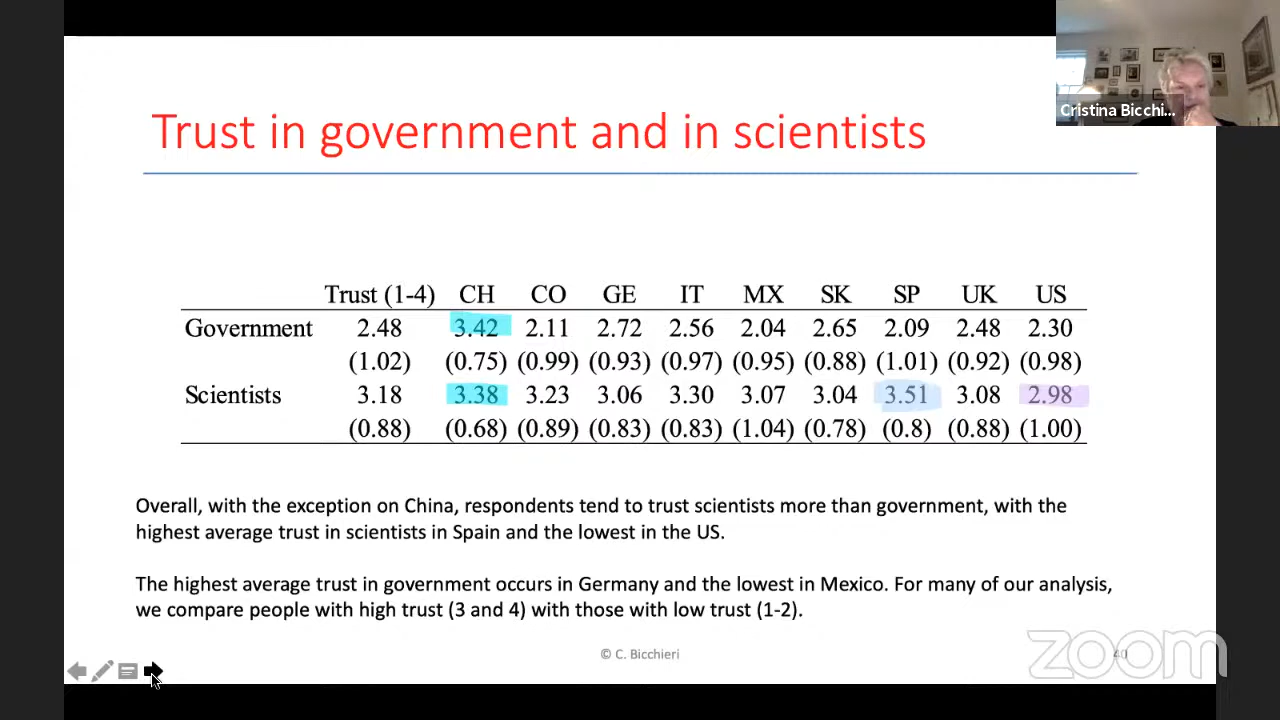 Cristina Bicchi...
Trust in government and in scientists
Trust (1-4) CH CO GE IT MX SK SP UK US
Government 2.48 3.42 2.11 2.72 2.56 2.04 2.65 2.09 2.48 2.30
(1.02) (0.75) (0.99) (0.93) (0.97) (0.95) (0.88) (1.01) (0.92) (0.98)
Scientists 3.18 3.38 3.23 3.06 3.30 3.07 3.04 3.51 3.08 2.98
(0.88) (0.68) (0.89) (0.83) (0.83) (1.04) (0.78) (0.8) (0.88) (1.00)
Overall, with the exception on China, respondents tend to trust scientists more than government, with the
highest average trust in scientists in Spain and the lowest in the US.
The highest average trust in government occurs in Germany and the lowest in Mexico. For many of our analysis,
we compare people with high trust (3 and 4) with those with low trust (1-2).
© C. Bicchieri
40
zoom